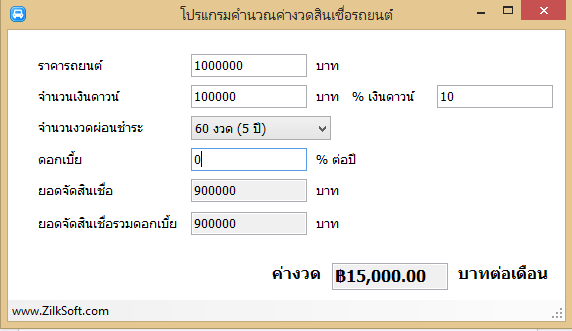 โปรแกรมคำนวณค่างวดสินเชื่อรถยนต์
ราคารถยนต์ 1000000 บาท
จำนวนเงินดาวน์ 100000 บาท % เงินดาวน์ 10
จำนวนงวดผ่อนชำระ 60 งวด (5 ปี)
ดอกเบี้ย 0 % ต่อปี
ยอดจัดสินเชื่อ 900000 บาท
ยอดจัดสินเชื่อรวมดอกเบี้ย 900000 บาท
ค่างวด ฿15,000.00 บาทต่อเดือน
www.ZilkSoft.com